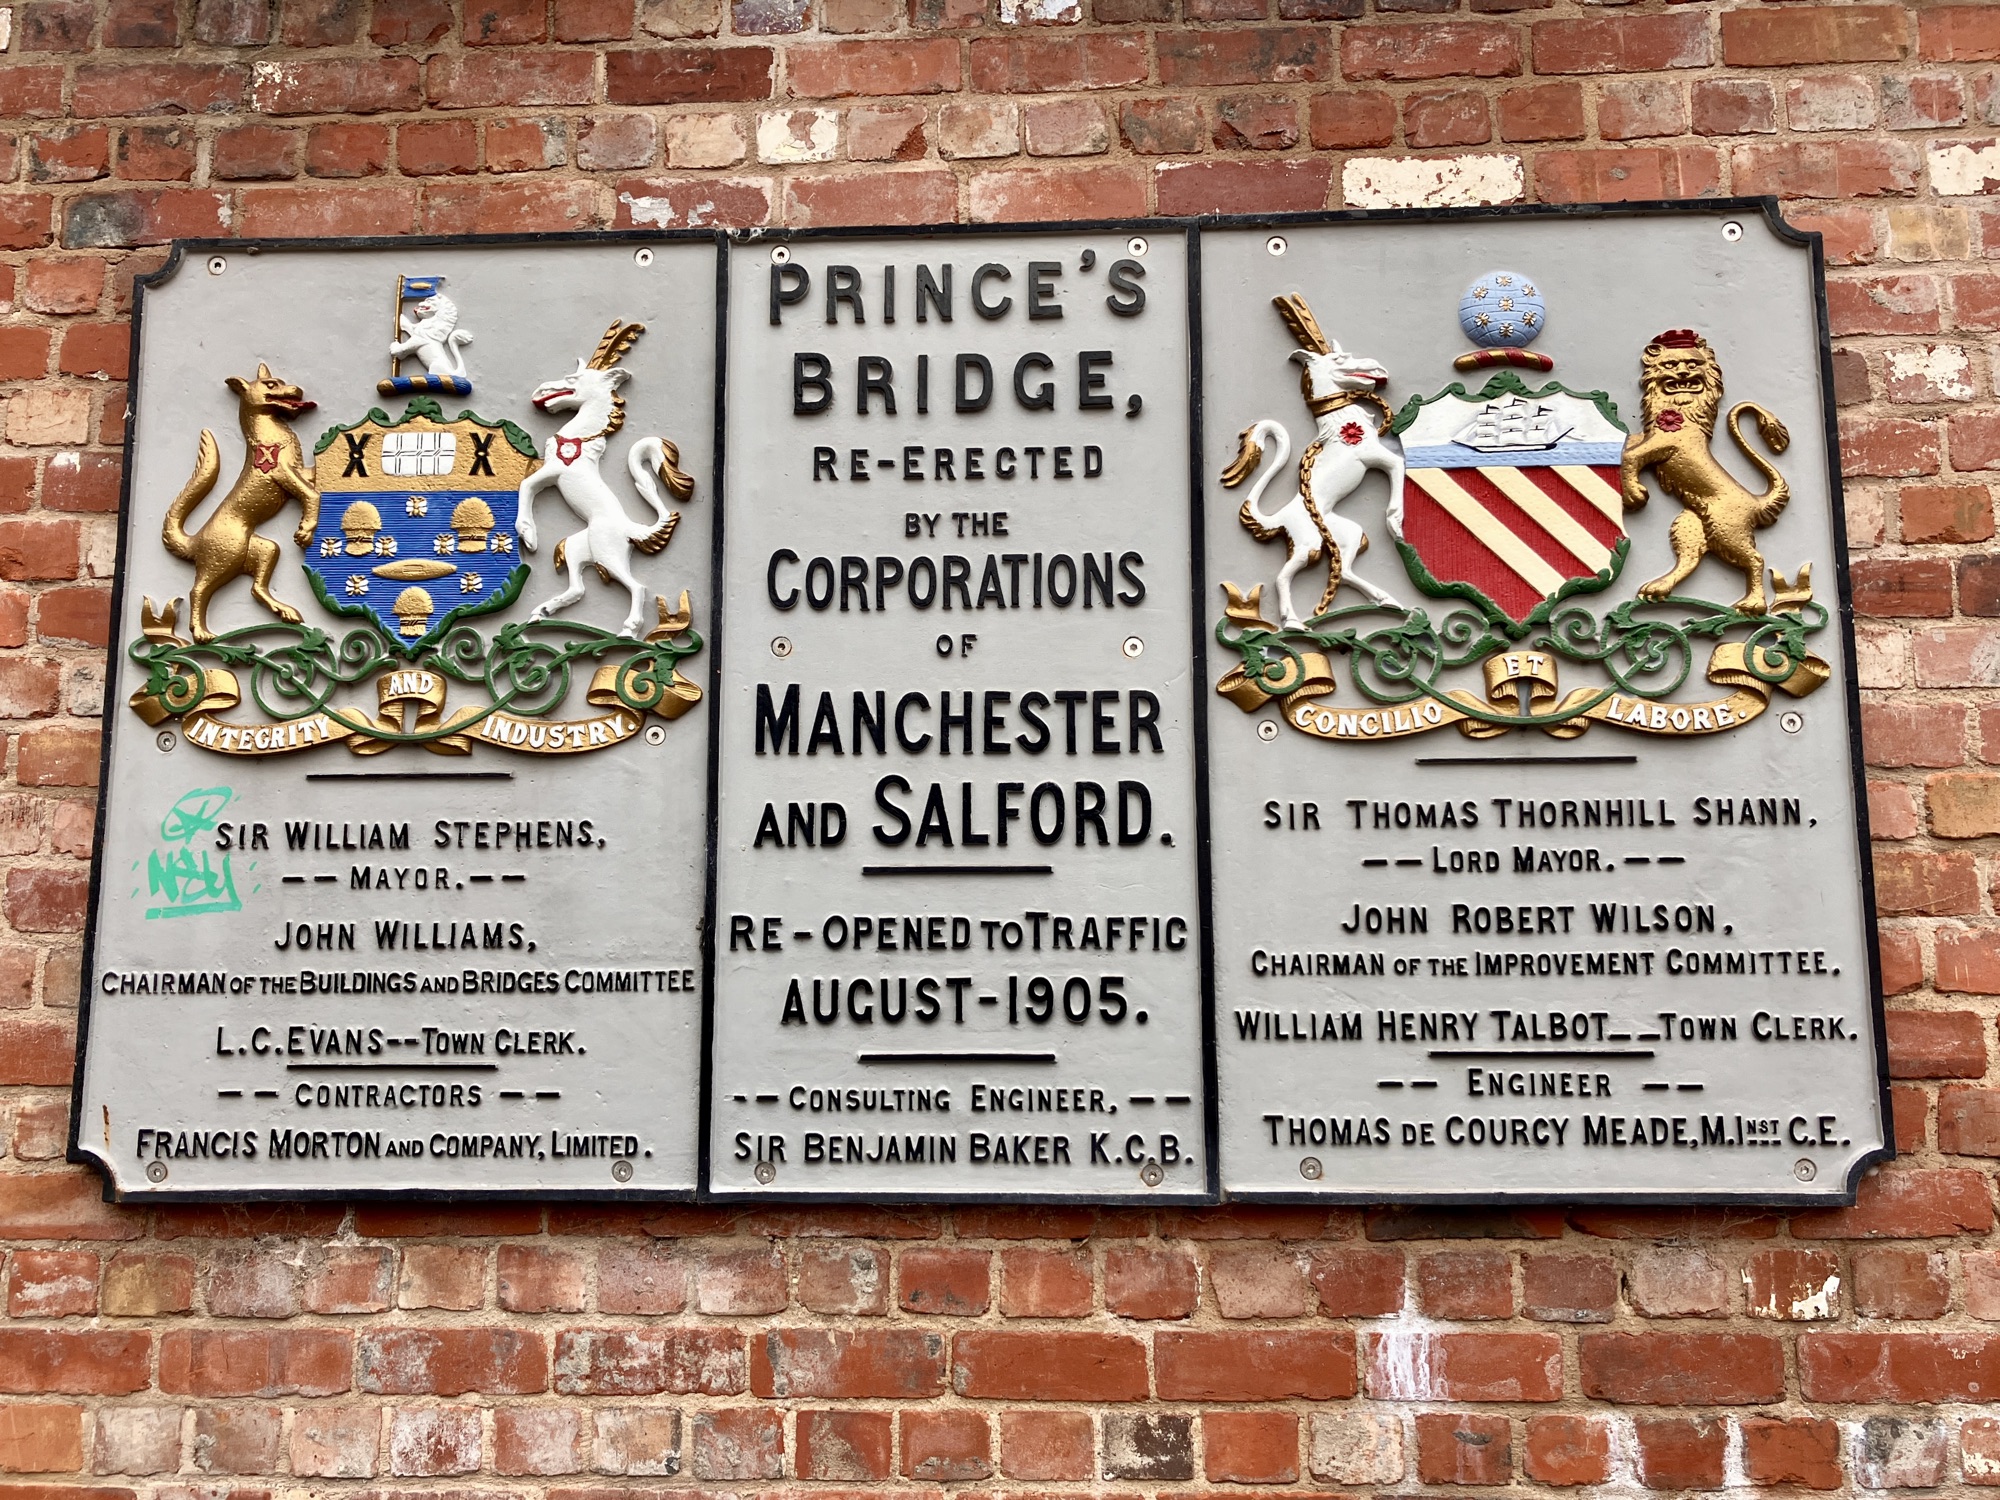 INTEGRITY AND INDUSTRY.
SIR WILLIAM STEPHENS,
-- MAYOR. --
JOHN WILLIAMS,
CHAIRMAN OF THE BUILDINGS AND BRIDGES COMMITTEE
L.C. EVANS -- TOWN CLERK.
-- CONTRACTORS --
FRANCIS MORTON AND COMPANY, LIMITED.
PRINCE'S
BRIDGE,
RE-ERECTED
BY THE
CORPORATIONS
OF
MANCHESTER
AND SALFORD.
RE-OPENED TO TRAFFIC
AUGUST-1905.
-- CONSULTING ENGINEER, --
SIR BENJAMIN BAKER K.C.B.
CONCILIO ET LABORE.
SIR THOMAS THORNHILL SHANN,
-- LORD MAYOR. --
JOHN ROBERT WILSON,
CHAIRMAN OF THE IMPROVEMENT COMMITTEE.
WILLIAM HENRY TALBOT -- TOWN CLERK.
-- ENGINEER --
THOMAS DE COURCY MEADE, M.INST C.E.